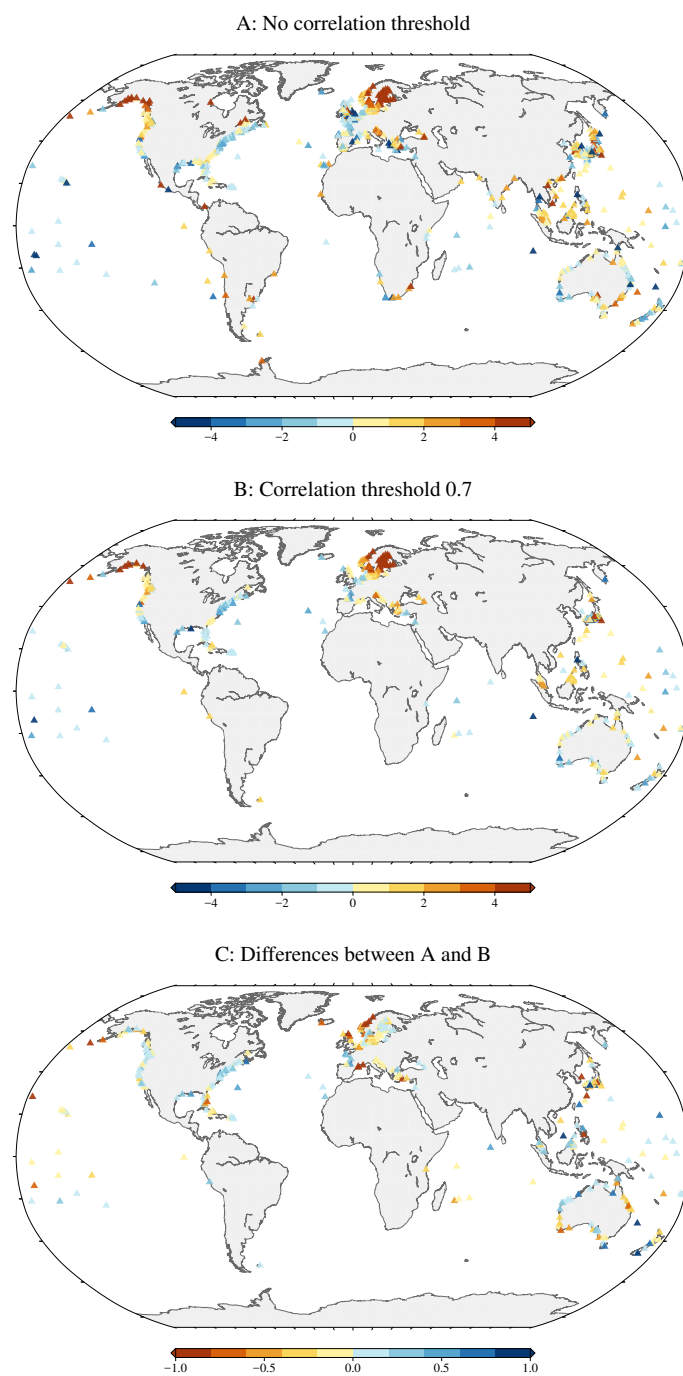 A: No correlation threshold
−4 −2 0 2 4
B: Correlation threshold 0.7
−4 −2 0 2 4
C: Differences between A and B
−1.0 −0.5 0.0 0.5 1.0